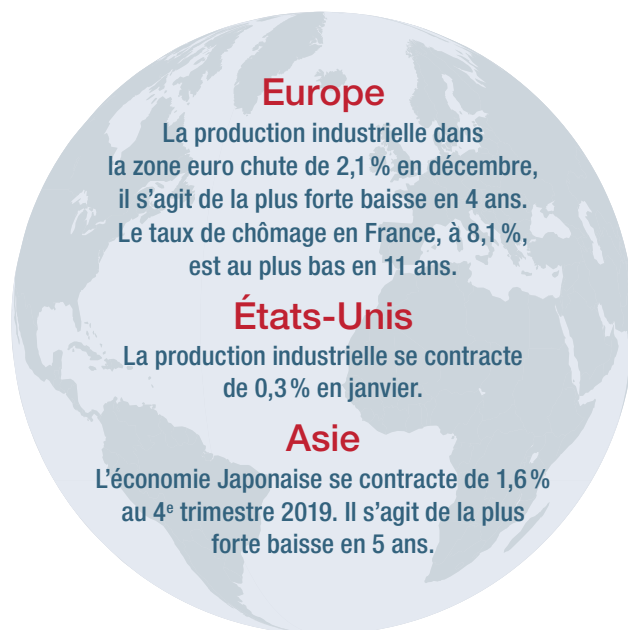 Europe
La production industrielle dans
la zone euro chute de 2,1 % en décembre,
il s’agit de la plus forte baisse en 4 ans.
Le taux de chômage en France, à 8,1 %,
est au plus bas en 11 ans.
États-Unis
La production industrielle se contracte
de 0,3 % en janvier.
Asie
L’économie Japonaise se contracte de 1,6 %
au 4e trimestre 2019. Il s’agit de la plus
forte baisse en 5 ans.